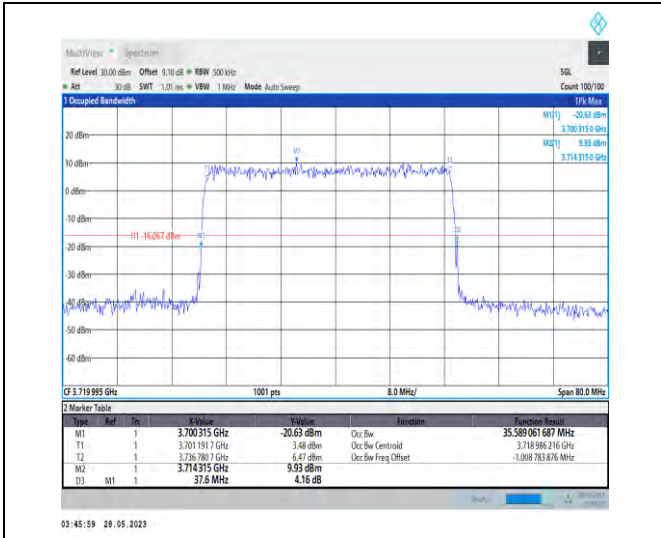 MultiView Spectrum
Ref Level 30.00 dBm Offset 9.10 dB RBW 500 kHz SGL
Att 30 dB SWT 1.01 ms VBW 1 MHz Mode Auto Sweep Count 100/100
1 Occupied Bandwidth 1Pk Max
M1[1] -20.63 dBm
3.700 315 0 GHz
M2[1] 9.93 dBm
3.714 315 0 GHz
20 dBm
M2
T1 T2
10 dBm
0 dBm
-10 dBm
H1 -16.067 dBm M1 D3
-20 dBm
-30 dBm
-40 dBm
-50 dBm
-60 dBm
CF 3.719 995 GHz 1001 pts 8.0 MHz/ Span 80.0 MHz
2 Marker Table
Type Ref Trc X-Value Y-Value Function Function Result
M1 1 3.700 315 GHz -20.63 dBm Occ Bw 35.589 061 687 MHz
T1 1 3.701 191 7 GHz 3.48 dBm Occ Bw Centroid 3.718 986 216 GHz
T2 1 3.736 780 7 GHz 6.47 dBm Occ Bw Freq Offset -1.008 783 876 MHz
M2 1 3.714 315 GHz 9.93 dBm
D3 M1 1 37.6 MHz 4.16 dB
03:45:59 28.05.2023